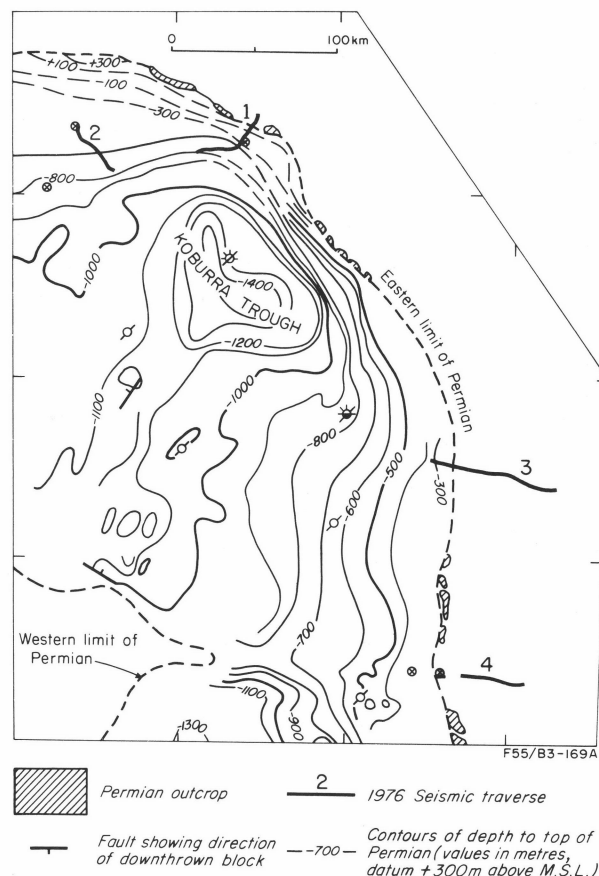 0 100km
+100 +300
-100
-300
1
2
-800
-1000
KOBURRA TROUGH
-1400
-1200
Eastern limit of Permian
-1100
-1000
-800
-500
3
-300
-600
-700
Western limit of Permian
4
-1100
-900
-1300
F55/B3-169A
Permian outcrop
2
1976 Seismic traverse
Fault showing direction
of downthrown block
-700
Contours of depth to top of
Permian (values in metres,
datum +300m above M.S.L.)